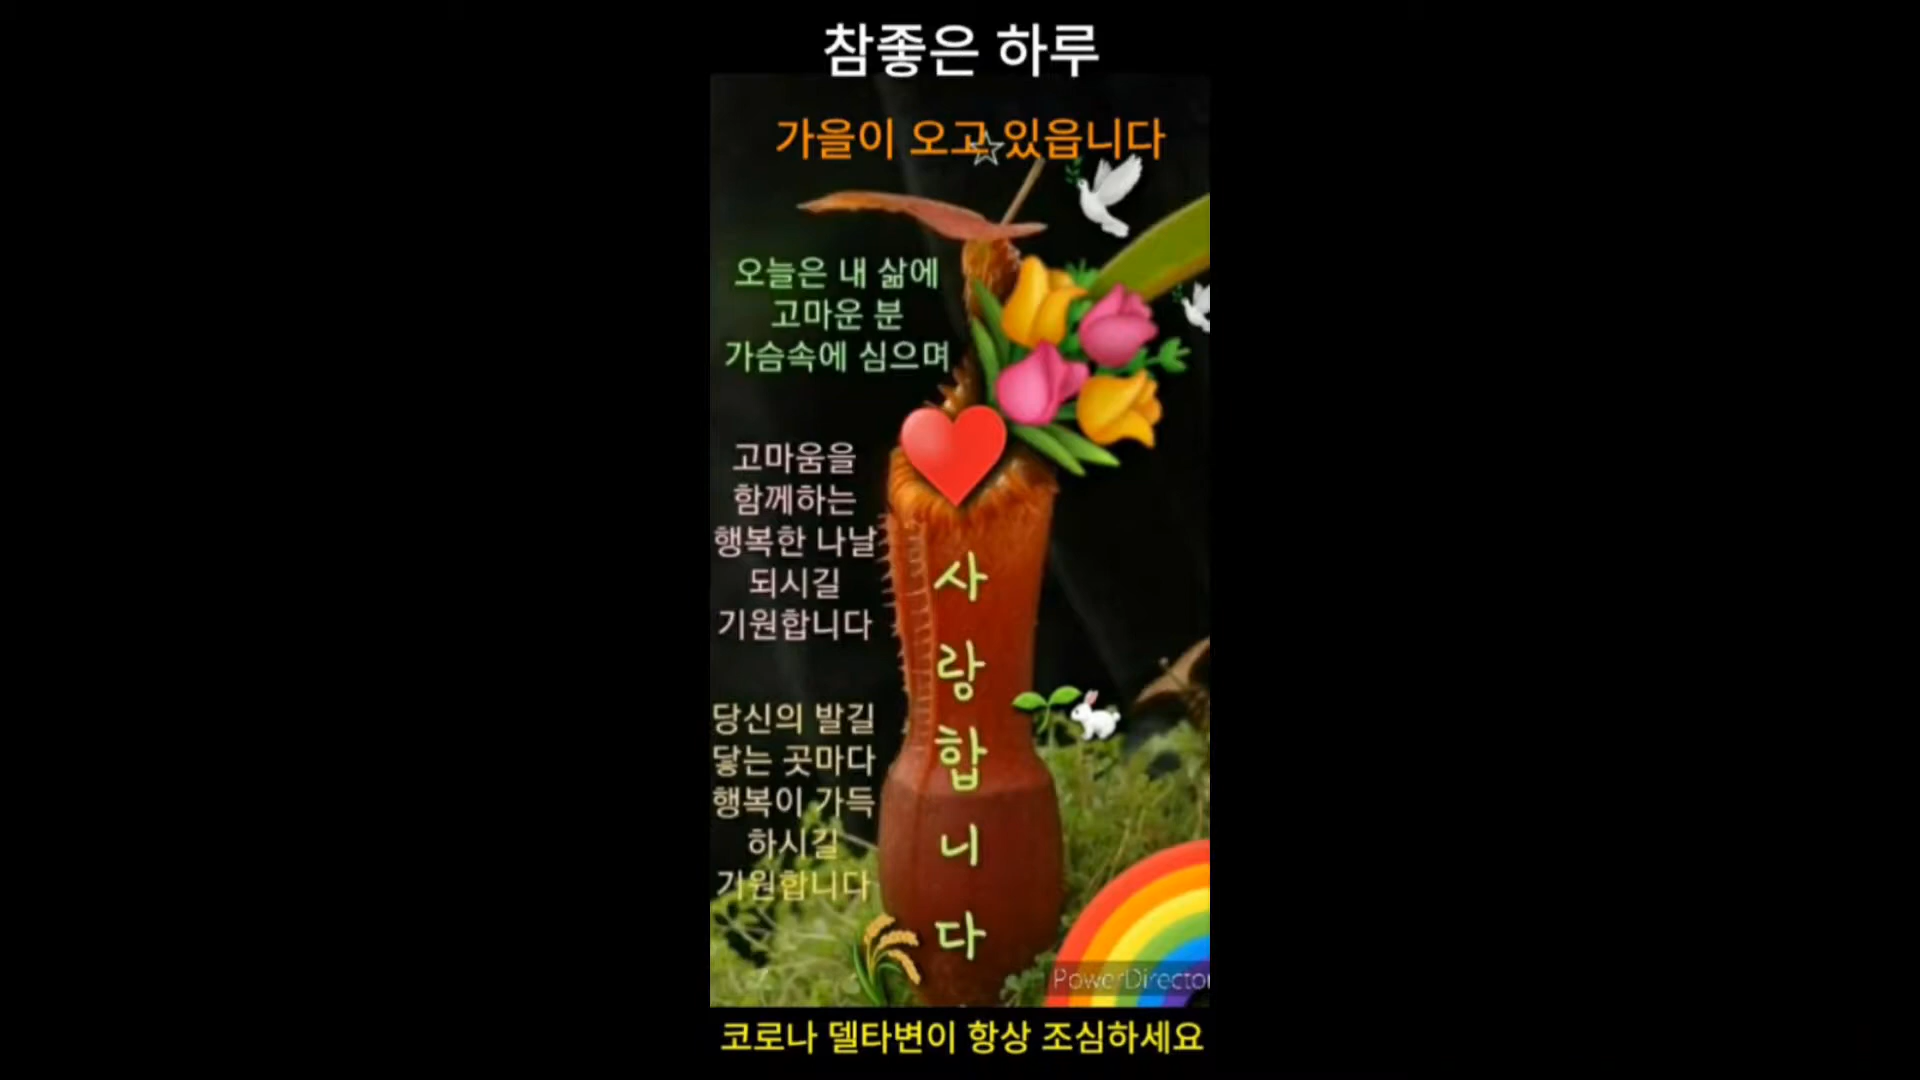 참좋은 하루
가을이 오고 있읍니다
오늘은 내 삶에
고마운 분
가슴속에 심으며
고마움을
함께하는
행복한 나날
되시길
기원합니다
당신의 발길
닿는 곳마다
행복이 가득
하시길
기원합니다
사
랑
합
니
다
PowerDirector
코로나 델타변이 항상 조심하세요